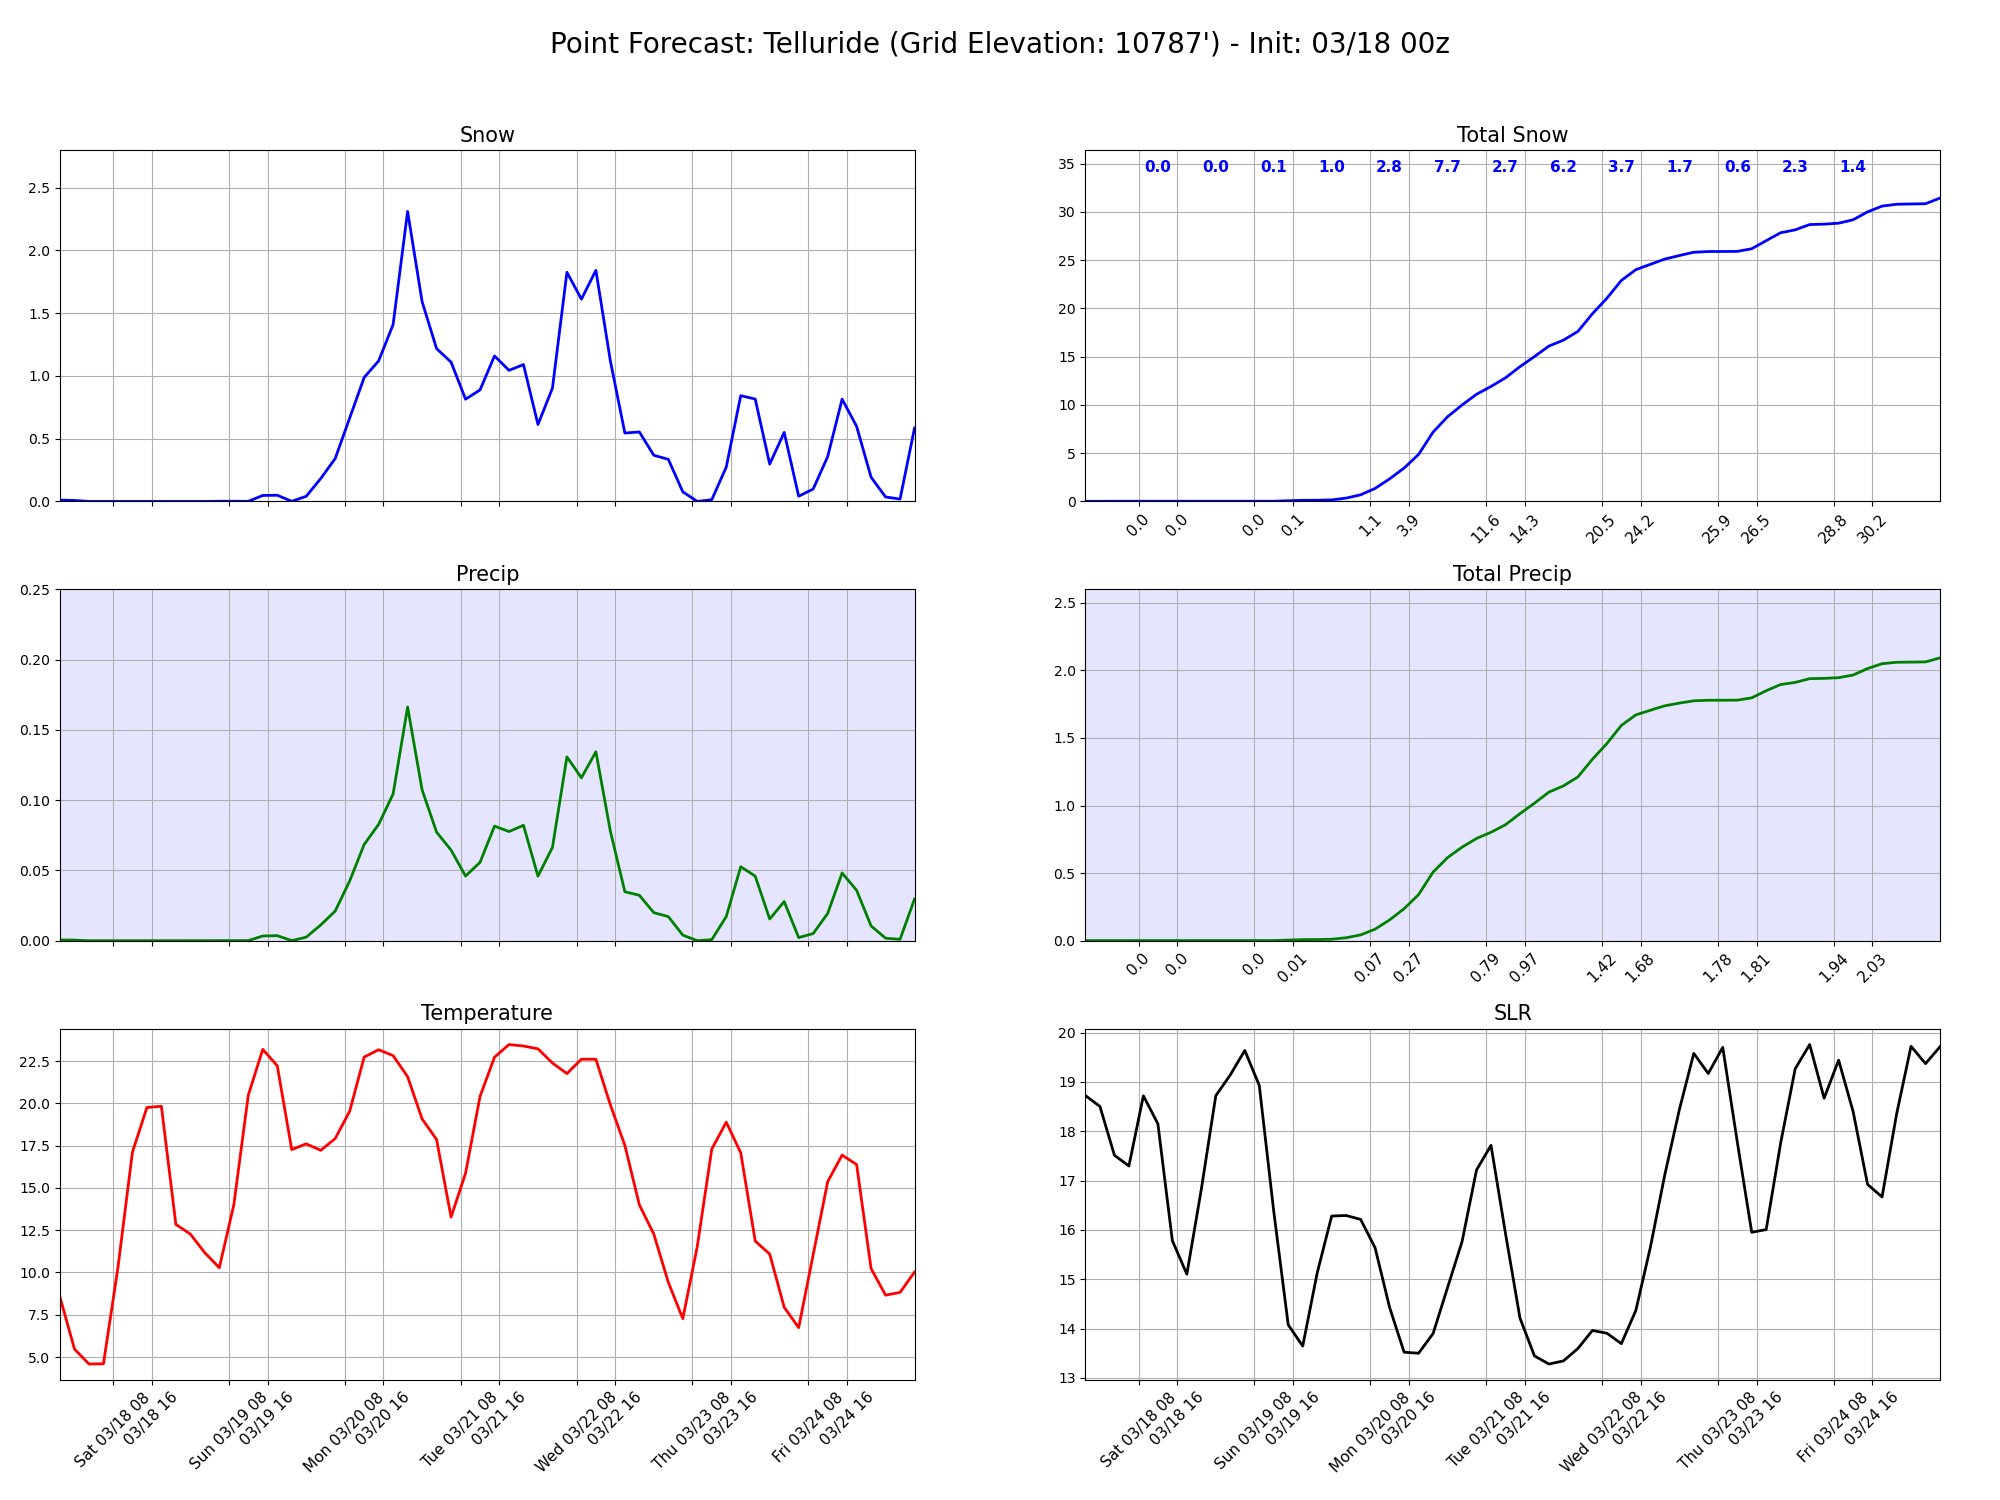 Point Forecast: Telluride (Grid Elevation: 10787') - Init: 03/18 00z
Snow
2.5
2.0
1.5
1.0
0.5
0.0
Total Snow
0.0 0.0 0.1 1.0 2.8 7.7 2.7 6.2 3.7 1.7 0.6 2.3 1.4
35
30
25
20
15
10
5
0
0.0 0.0 0.0 0.1 1.1 3.9 11.6 14.3 20.5 24.2 25.9 26.5 28.8 30.2
Precip
0.25
0.20
0.15
0.10
0.05
0.00
Total Precip
2.5
2.0
1.5
1.0
0.5
0.0
0.0 0.0 0.0 0.01 0.07 0.27 0.79 0.97 1.42 1.68 1.78 1.81 1.94 2.03
Temperature
22.5
20.0
17.5
15.0
12.5
10.0
7.5
5.0
Sat 03/18 08
03/18 16
Sun 03/19 08
03/19 16
Mon 03/20 08
03/20 16
Tue 03/21 08
03/21 16
Wed 03/22 08
03/22 16
Thu 03/23 08
03/23 16
Fri 03/24 08
03/24 16
SLR
20
19
18
17
16
15
14
13
Sat 03/18 08
03/18 16
Sun 03/19 08
03/19 16
Mon 03/20 08
03/20 16
Tue 03/21 08
03/21 16
Wed 03/22 08
03/22 16
Thu 03/23 08
03/23 16
Fri 03/24 08
03/24 16